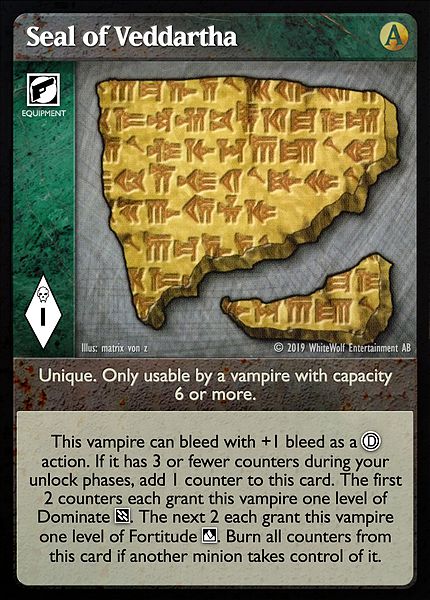 Seal of Veddartha
A
EQUIPMENT
1
Illus: matrix von z
© 2019 WhiteWolf Entertainment AB
Unique. Only usable by a vampire with capacity
6 or more.
This vampire can bleed with +1 bleed as a D
action. If it has 3 or fewer counters during your
unlock phases, add 1 counter to this card. The first
2 counters each grant this vampire one level of
Dominate. The next 2 each grant this vampire
one level of Fortitude. Burn all counters from
this card if another minion takes control of it.